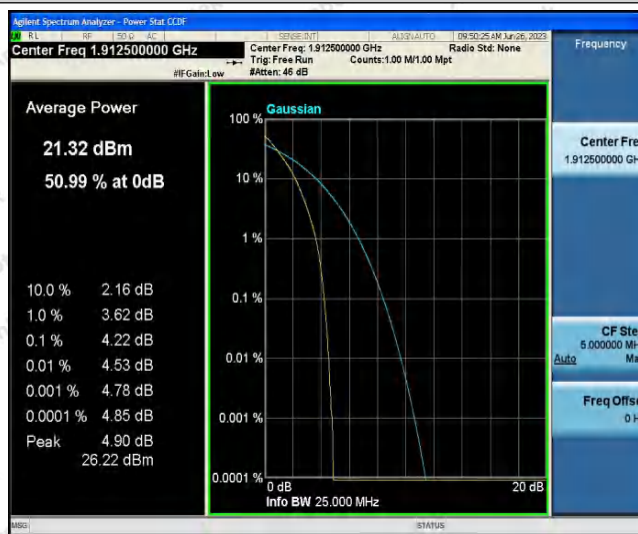 Agilent Spectrum Analyzer - Power Stat CCDF
RL RF 50 Ω AC SENSE:INT ALIGN AUTO 09:50:25 AM Jun 26, 2023
Center Freq 1.912500000 GHz
Center Freq: 1.912500000 GHz Radio Std: None
Trig: Free Run Counts:1.00 M/1.00 Mpt
#IFGain:Low #Atten: 46 dB
Frequency
Average Power
21.32 dBm
50.99 % at 0dB
10.0 % 2.16 dB
1.0 % 3.62 dB
0.1 % 4.22 dB
0.01 % 4.53 dB
0.001 % 4.78 dB
0.0001 % 4.85 dB
Peak 4.90 dB
26.22 dBm
Gaussian
100 %
10 %
1 %
0.1 %
0.01 %
0.001 %
0.0001 %
0 dB 20 dB
Info BW 25.000 MHz
Center Fre
1.912500000 GH
CF Ste
5.000000 MH
Auto Ma
Freq Offse
0 H
MSG STATUS